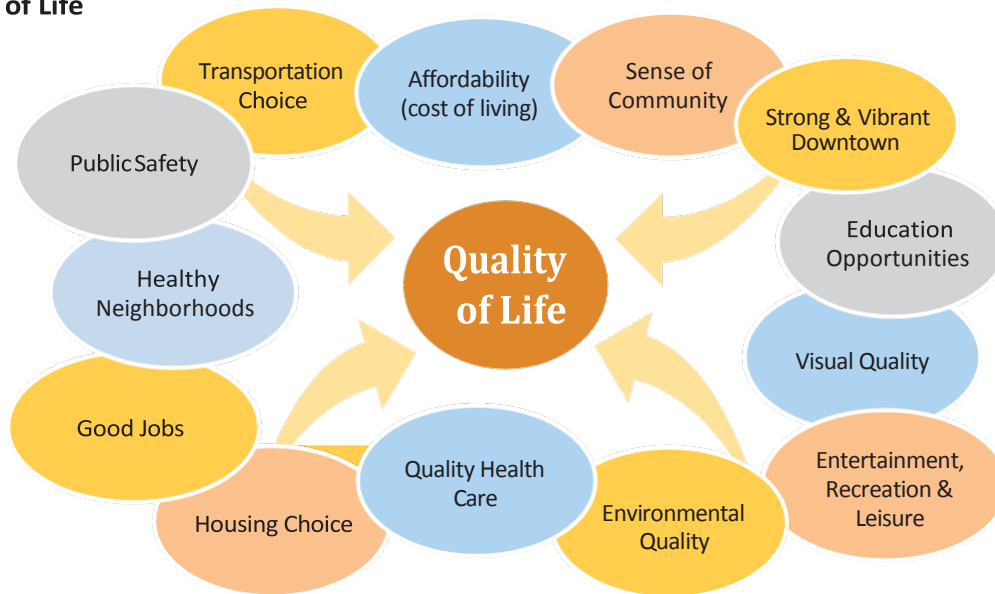 of Life
Transportation
Choice
Affordability
(cost of living)
Sense of
Community
Strong & Vibrant
Downtown
Public Safety
Education
Opportunities
Quality
of Life
Healthy
Neighborhoods
Visual Quality
Good Jobs
Quality Health
Care
Entertainment,
Recreation &
Leisure
Housing Choice
Environmental
Quality